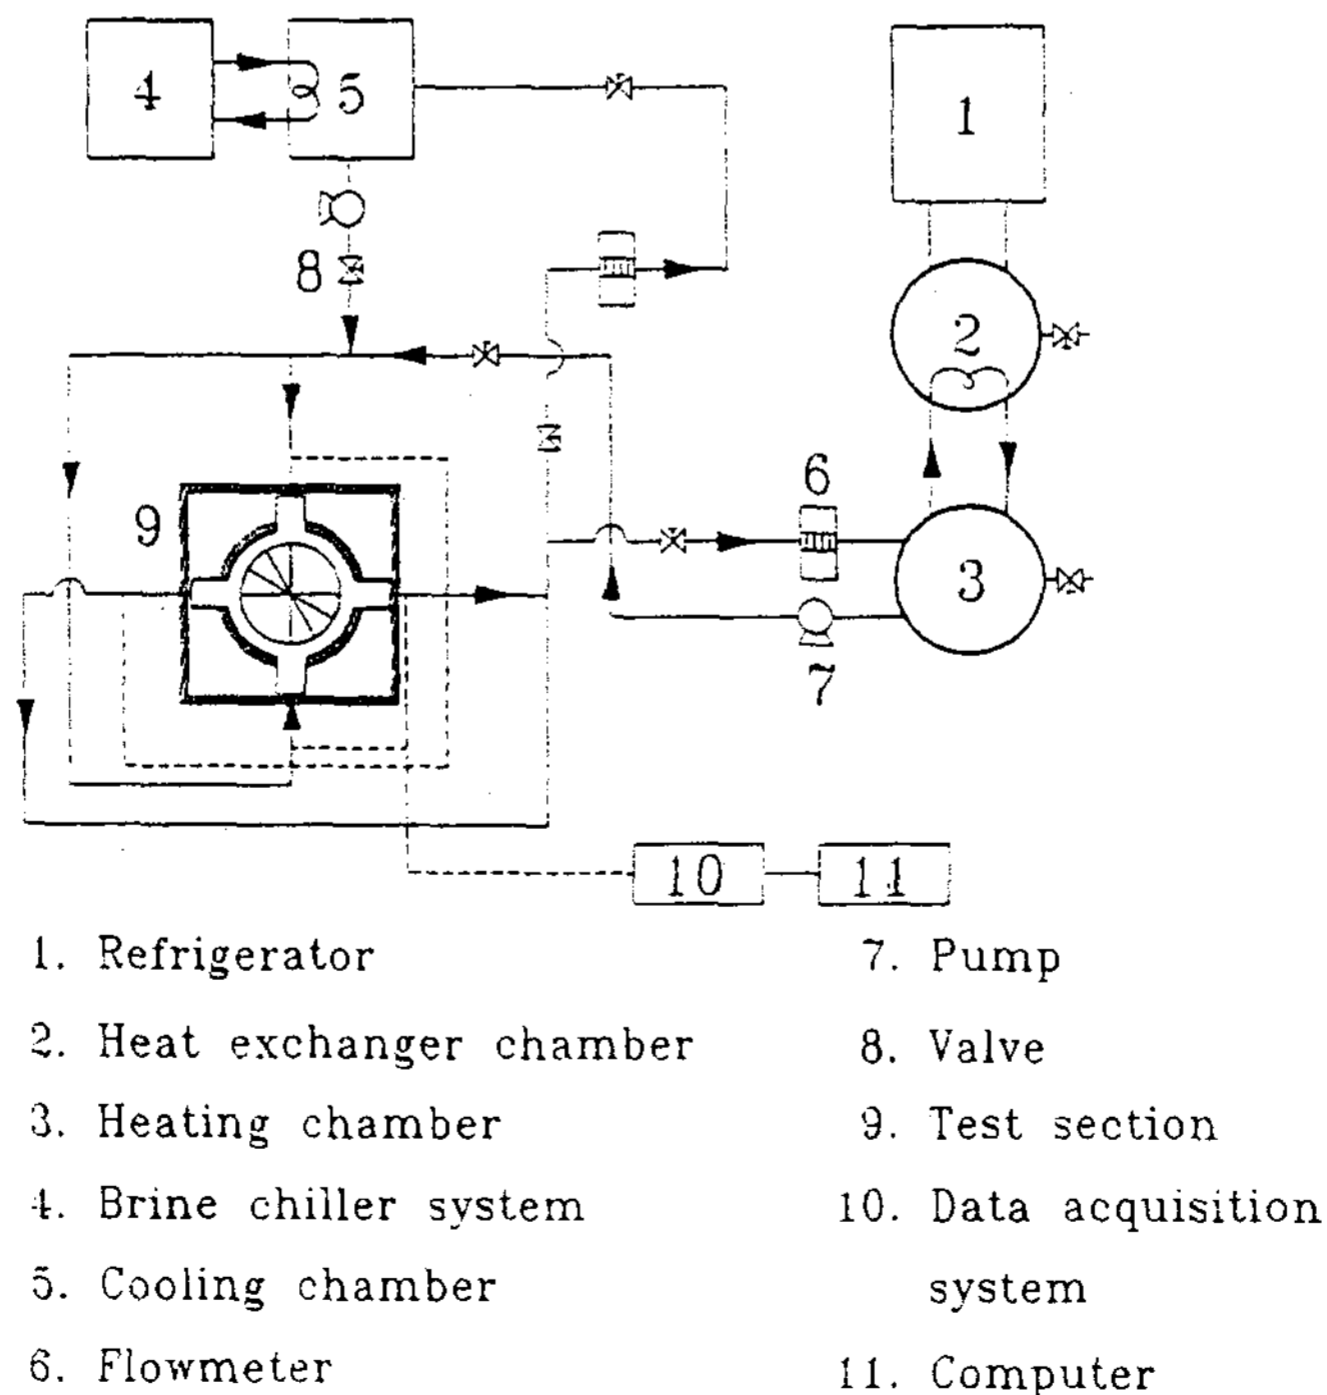 4
5
1
8
2
6
9
3
7
10
11
1. Refrigerator
2. Heat exchanger chamber
3. Heating chamber
4. Brine chiller system
5. Cooling chamber
6. Flowmeter
7. Pump
8. Valve
9. Test section
10. Data acquisition
system
11. Computer